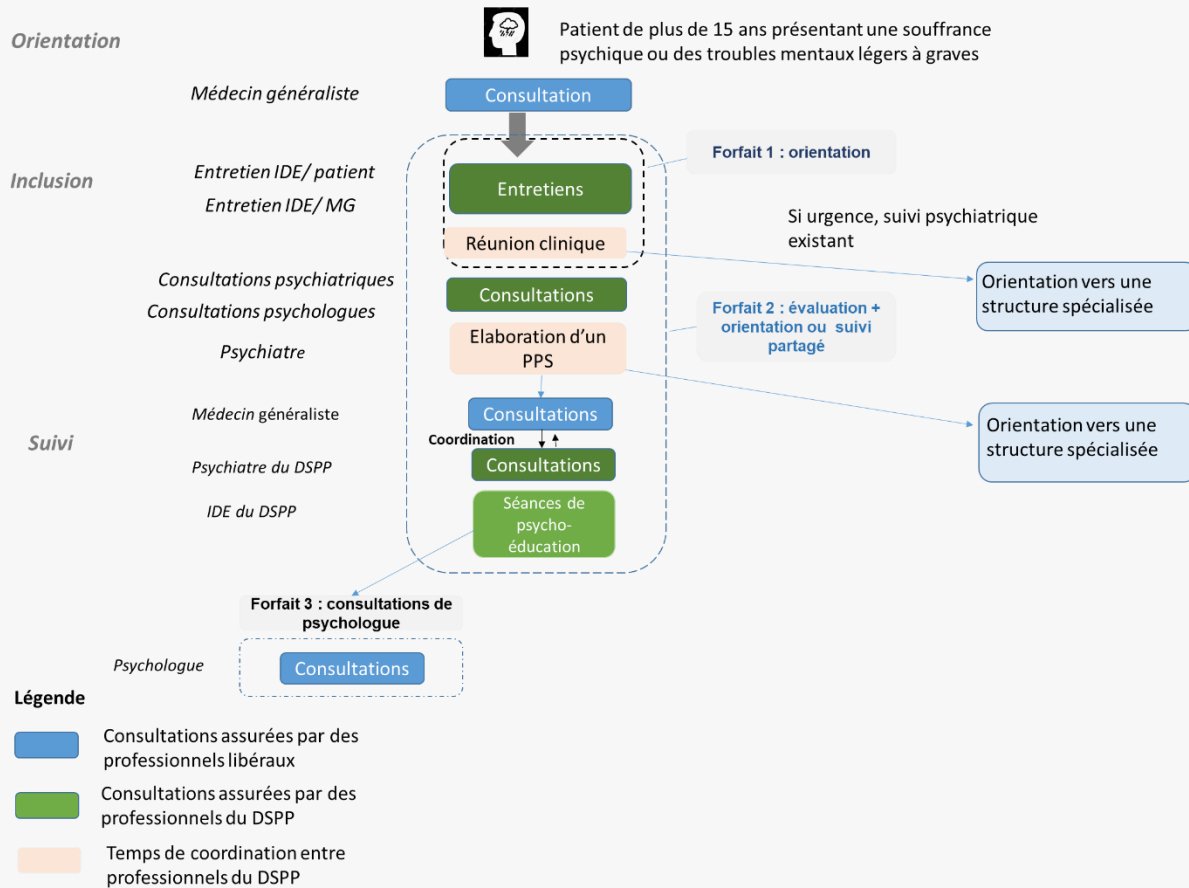 Orientation
Patient de plus de 15 ans présentant une souffrance
psychique ou des troubles mentaux légers à graves
Médecin généraliste
Consultation
Forfait 1 : orientation
Inclusion
Entretien IDE/ patient
Entretien IDE/ MG
Entretiens
Si urgence, suivi psychiatrique
existant
Réunion clinique
Orientation vers une
structure spécialisée
Consultations psychiatriques
Consultations psychologues
Consultations
Forfait 2 : évaluation +
orientation ou suivi
partagé
Psychiatre
Elaboration d'un
PPS
Suivi
Médecin généraliste
Consultations
Orientation vers une
structure spécialisée
Coordination
Psychiatre du DSPP
Consultations
IDE du DSPP
Séances de
psycho-
éducation
Forfait 3 : consultations de
psychologue
Psychologue
Consultations
Légende
Consultations assurées par des
professionnels libéraux
Consultations assurées par des
professionnels du DSPP
Temps de coordination entre
professionnels du DSPP